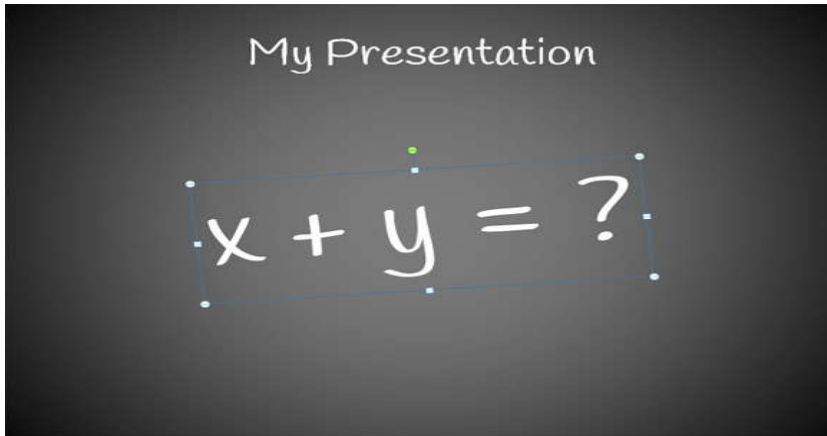 My Presentation
x + y = ?